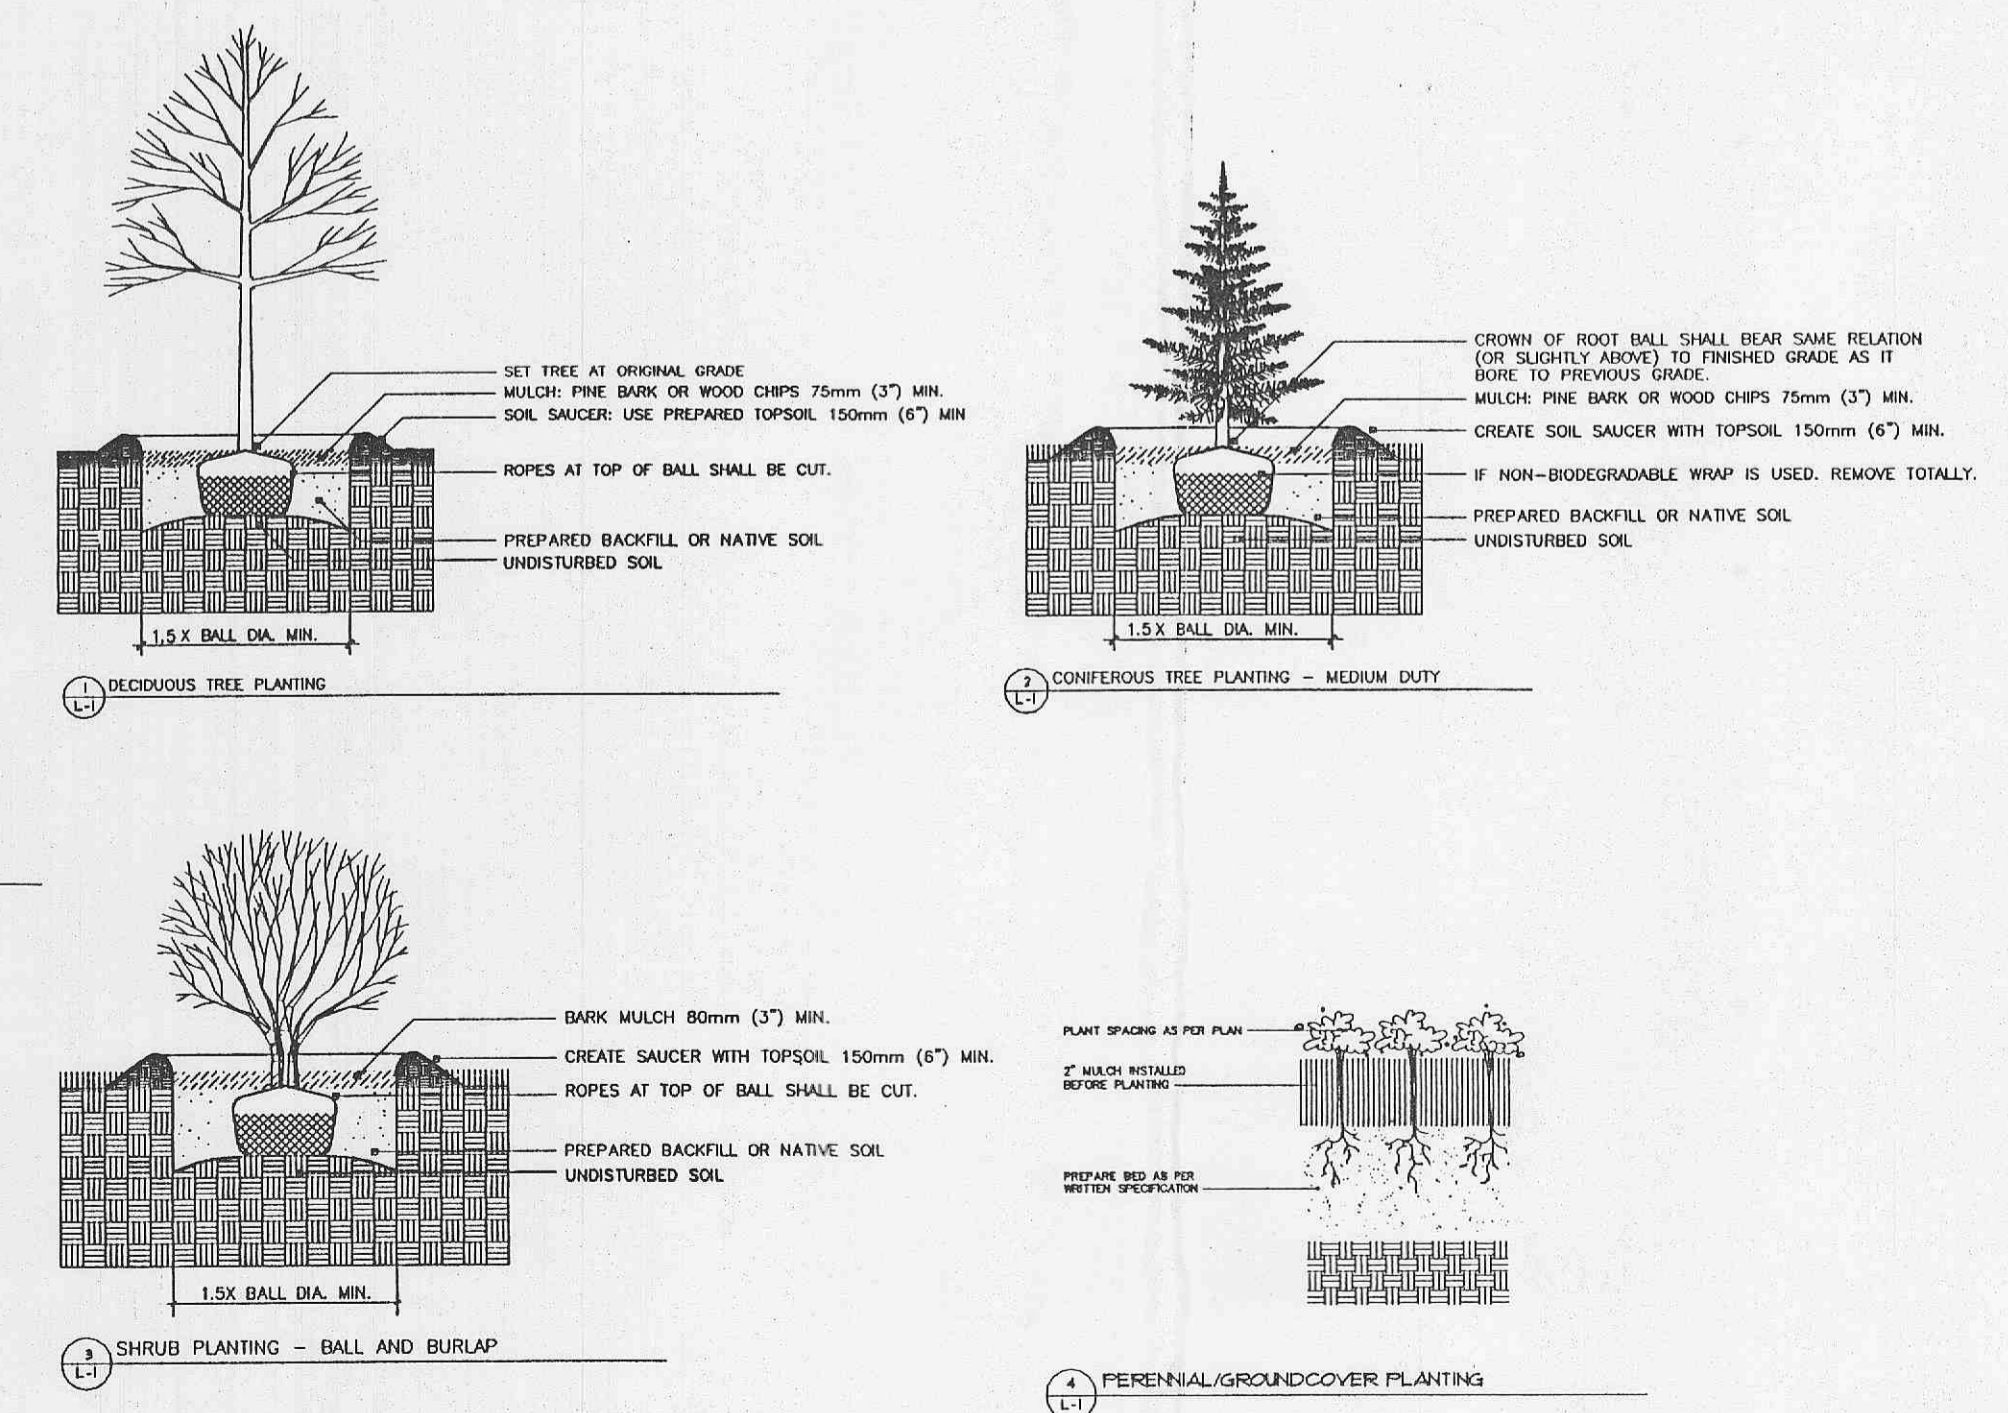 SET TREE AT ORIGINAL GRADE
MULCH: PINE BARK OR WOOD CHIPS 75mm (3") MIN.
SOIL SAUCER: USE PREPARED TOPSOIL 150mm (6") MIN
ROPES AT TOP OF BALL SHALL BE CUT.
PREPARED BACKFILL OR NATIVE SOIL
UNDISTURBED SOIL
1.5 X BALL DIA. MIN.
1
L-1
DECIDUOUS TREE PLANTING
CROWN OF ROOT BALL SHALL BEAR SAME RELATION
(OR SLIGHTLY ABOVE) TO FINISHED GRADE AS IT
BORE TO PREVIOUS GRADE.
MULCH: PINE BARK OR WOOD CHIPS 75mm (3") MIN.
CREATE SOIL SAUCER WITH TOPSOIL 150mm (6") MIN.
IF NON-BIODEGRADABLE WRAP IS USED. REMOVE TOTALLY.
PREPARED BACKFILL OR NATIVE SOIL
UNDISTURBED SOIL
1.5 X BALL DIA. MIN.
2
L-1
CONIFEROUS TREE PLANTING - MEDIUM DUTY
BARK MULCH 80mm (3") MIN.
CREATE SAUCER WITH TOPSOIL 150mm (6") MIN.
ROPES AT TOP OF BALL SHALL BE CUT.
PREPARED BACKFILL OR NATIVE SOIL
UNDISTURBED SOIL
1.5X BALL DIA. MIN.
3
L-1
SHRUB PLANTING - BALL AND BURLAP
PLANT SPACING AS PER PLAN
2" MULCH INSTALLED
BEFORE PLANTING
PREPARE BED AS PER
WRITTEN SPECIFICATION
4
L-1
PERENNIAL/GROUNDCOVER PLANTING